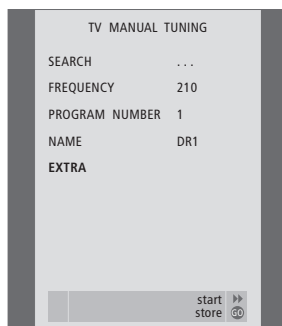 TV MANUAL TUNING
SEARCH ...
FREQUENCY 210
PROGRAM NUMBER 1
NAME DR1
EXTRA
start
store GO